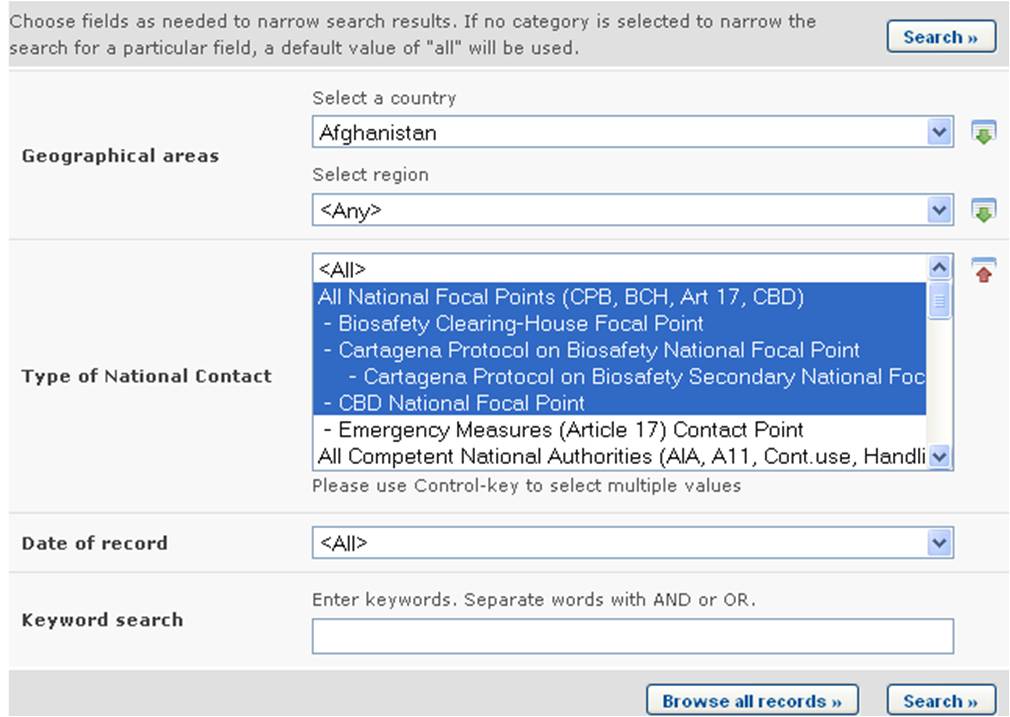 Choose fields as needed to narrow search results. If no category is selected to narrow the
search for a particular field, a default value of "all" will be used.
Search »
Geographical areas
Select a country
Afghanistan
Select region
<Any>
Type of National Contact
<All>
All National Focal Points (CPB, BCH, Art 17, CBD)
- Biosafety Clearing-House Focal Point
- Cartagena Protocol on Biosafety National Focal Point
- Cartagena Protocol on Biosafety Secondary National Foc
- CBD National Focal Point
- Emergency Measures (Article 17) Contact Point
All Competent National Authorities (AIA, A11, Cont.use, Handli
Please use Control-key to select multiple values
Date of record
<All>
Keyword search
Enter keywords. Separate words with AND or OR.
Browse all records »
Search »